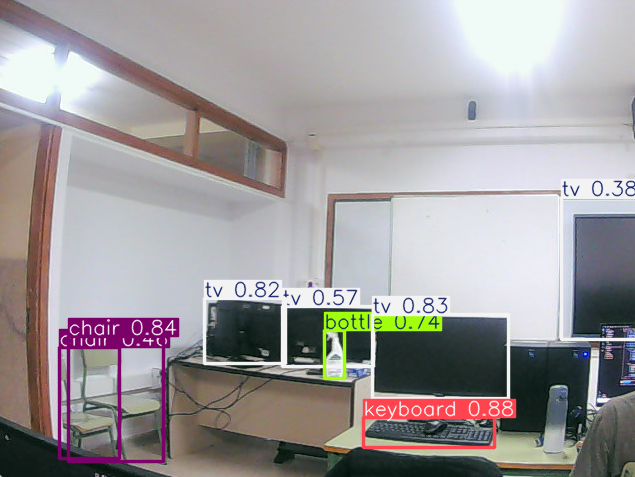 tv 0.38
tv 0.82
tv 0.57
tv 0.83
bottle 0.74
chair 0.84
chair 0.46
keyboard 0.88